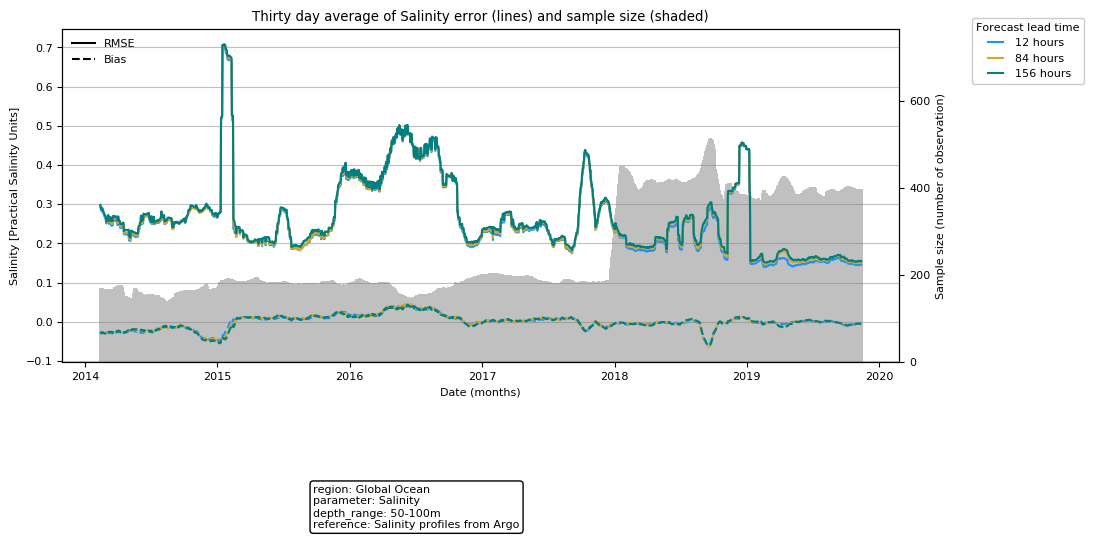 Thirty day average of Salinity error (lines) and sample size (shaded)
Forecast lead time
12 hours
84 hours
156 hours
RMSE
Bias
Salinity [Practical Salinity Units]
0.7
0.6
0.5
0.4
0.3
0.2
0.1
0.0
−0.1
600
400
200
0
Sample size (number of observation)
2014
2015
2016
2017
2018
2019
2020
Date (months)
region: Global Ocean
parameter: Salinity
depth_range: 50-100m
reference: Salinity profiles from Argo